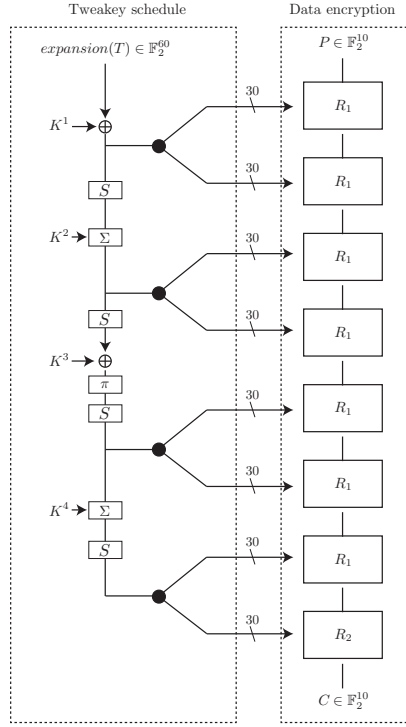 Tweakey schedule
Data encryption
expansion(T) ∈ 𝔽₂⁶⁰
P ∈ 𝔽₂¹⁰
30
R₁
K¹
30
R₁
S
K²
Σ
30
R₁
30
R₁
S
K³
π
S
30
R₁
30
R₁
K⁴
Σ
S
30
R₁
30
R₂
C ∈ 𝔽₂¹⁰